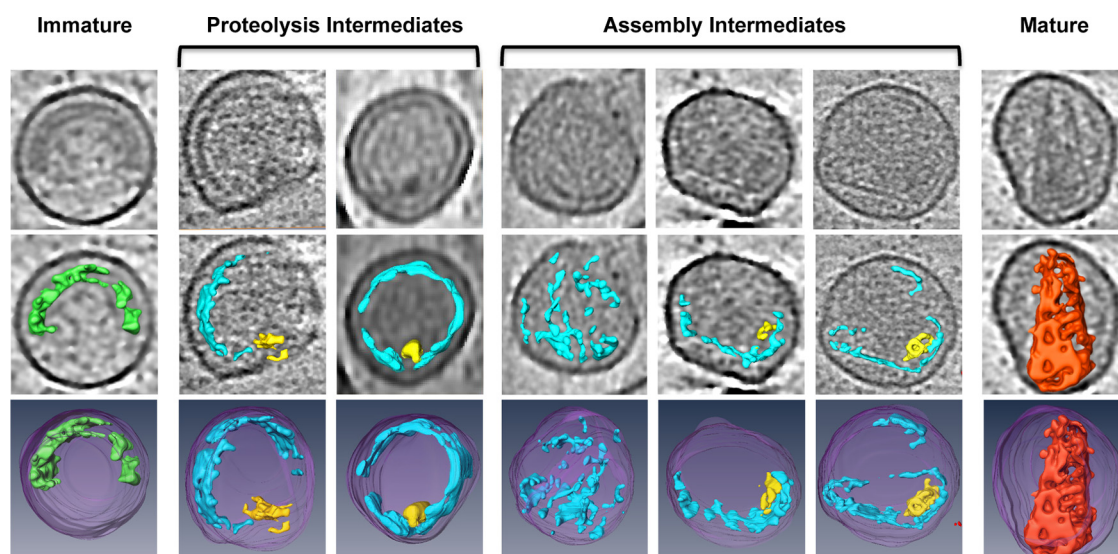 Immature
Proteolysis Intermediates
Assembly Intermediates
Mature